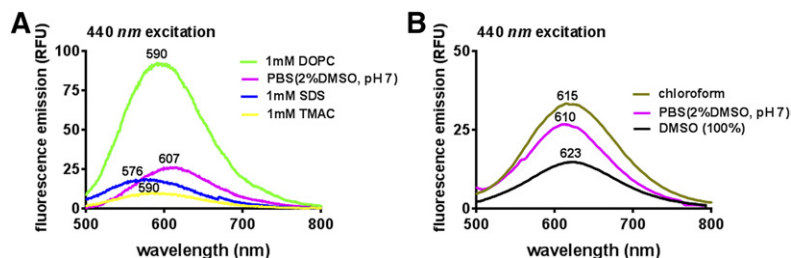 A
440 nm excitation
fluorescence emission (RFU)
100
75
50
25
0
590
607
576
590
1mM DOPC
PBS(2%DMSO, pH 7)
1mM SDS
1mM TMAC
500
600
700
800
wavelength (nm)
B
440 nm excitation
fluorescence emission (RFU)
50
25
0
615
610
623
chloroform
PBS(2%DMSO, pH 7)
DMSO (100%)
500
600
700
800
wavelength (nm)